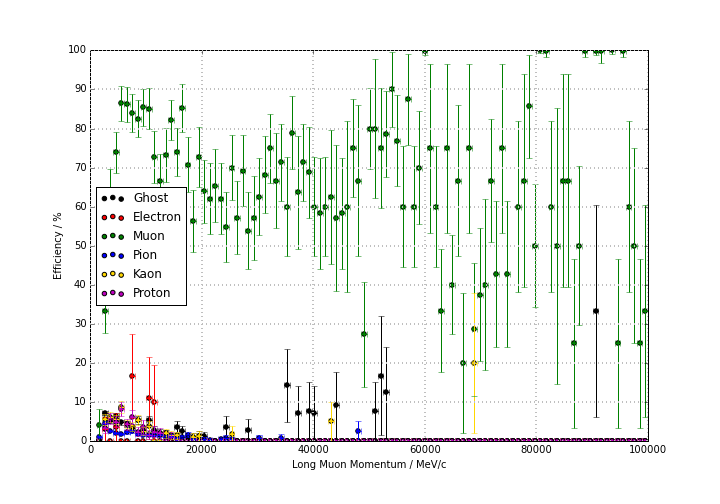 100
90
80
70
60
50
40
30
20
10
0
Efficiency / %
Ghost
Electron
Muon
Pion
Kaon
Proton
0 20000 40000 60000 80000 100000
Long Muon Momentum / MeV/c